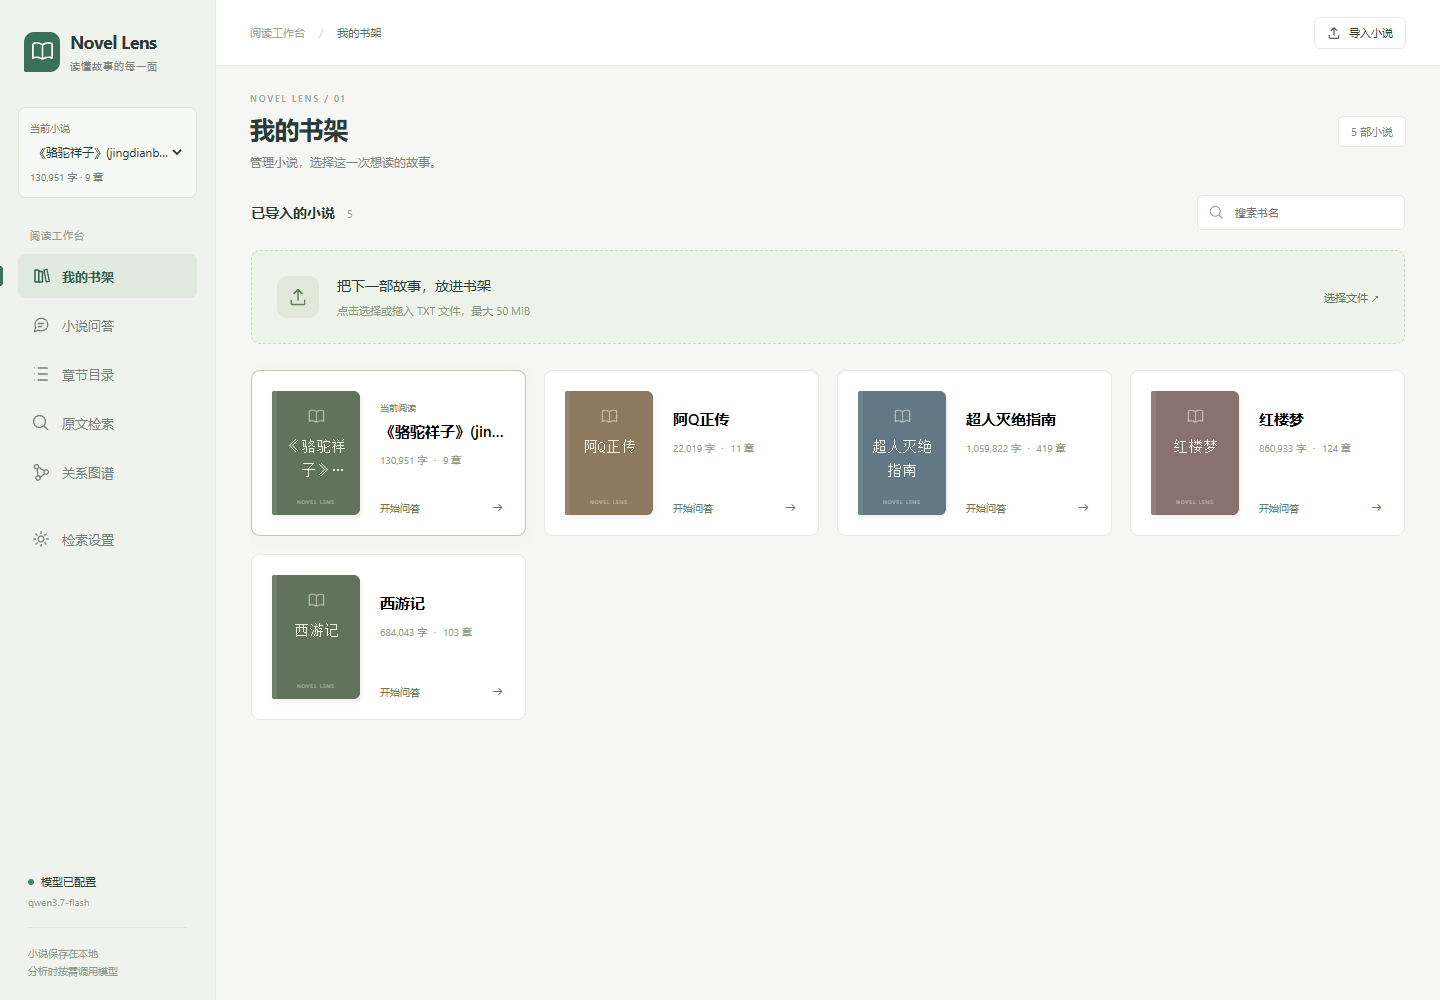 Novel Lens
读懂故事的每一面
当前小说
《骆驼祥子》(jingdianb...
130,951 字 · 9 章
阅读工作台
我的书架
小说问答
章节目录
原文检索
关系图谱
检索设置
模型已配置
qwen3.7-flash
小说保存在本地
分析时按需调用模型
阅读工作台 / 我的书架
导入小说
NOVEL LENS / 01
我的书架
管理小说，选择这一次想读的故事。
5 部小说
已导入的小说 5
搜索书名
把下一部故事，放进书架
点击选择或拖入 TXT 文件，最大 50 MiB
选择文件 ↗
《骆驼祥
子》…
NOVEL LENS
当前阅读
《骆驼祥子》(jin...
130,951 字 · 9 章
开始问答 →
阿Q正传
NOVEL LENS
阿Q正传
22,019 字 · 11 章
开始问答 →
超人灭绝
指南
NOVEL LENS
超人灭绝指南
1,059,822 字 · 419 章
开始问答 →
红楼梦
NOVEL LENS
红楼梦
860,933 字 · 124 章
开始问答 →
西游记
NOVEL LENS
西游记
684,043 字 · 103 章
开始问答 →